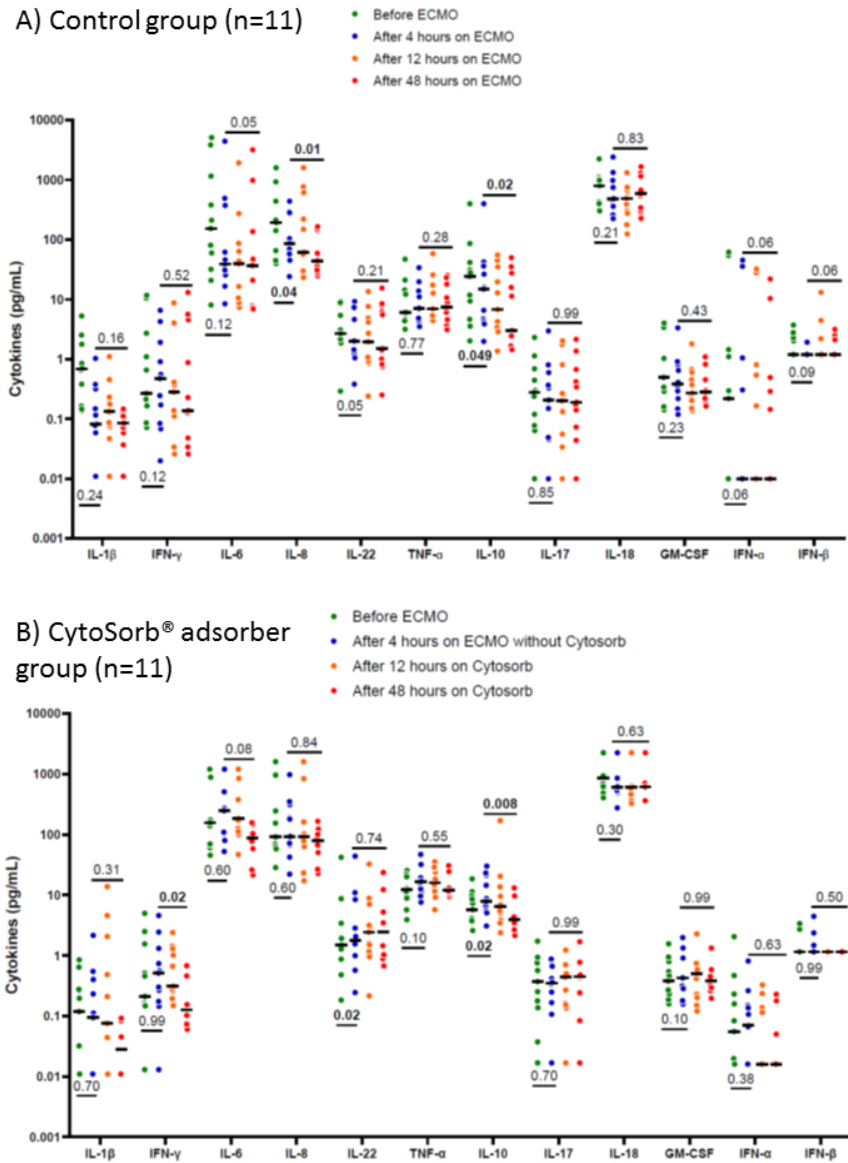 A) Control group (n=11)
Before ECMO
After 4 hours on ECMO
After 12 hours on ECMO
After 48 hours on ECMO
Cytokines (pg/mL)
10000
1000
100
10
1
0.1
0.01
0.001
0.16 0.52 0.05 0.01 0.21 0.28 0.02 0.99 0.83 0.43 0.06 0.06
0.24 0.12 0.12 0.04 0.05 0.77 0.049 0.85 0.21 0.23 0.06 0.09
IL-1β IFN-γ IL-6 IL-8 IL-22 TNF-α IL-10 IL-17 IL-18 GM-CSF IFN-α IFN-β
B) CytoSorb® adsorber
group (n=11)
Before ECMO
After 4 hours on ECMO without Cytosorb
After 12 hours on Cytosorb
After 48 hours on Cytosorb
Cytokines (pg/mL)
10000
1000
100
10
1
0.1
0.01
0.001
0.31 0.02 0.08 0.84 0.74 0.55 0.008 0.99 0.63 0.99 0.63 0.50
0.70 0.99 0.60 0.60 0.02 0.10 0.02 0.70 0.30 0.10 0.38 0.99
IL-1β IFN-γ IL-6 IL-8 IL-22 TNF-α IL-10 IL-17 IL-18 GM-CSF IFN-α IFN-β